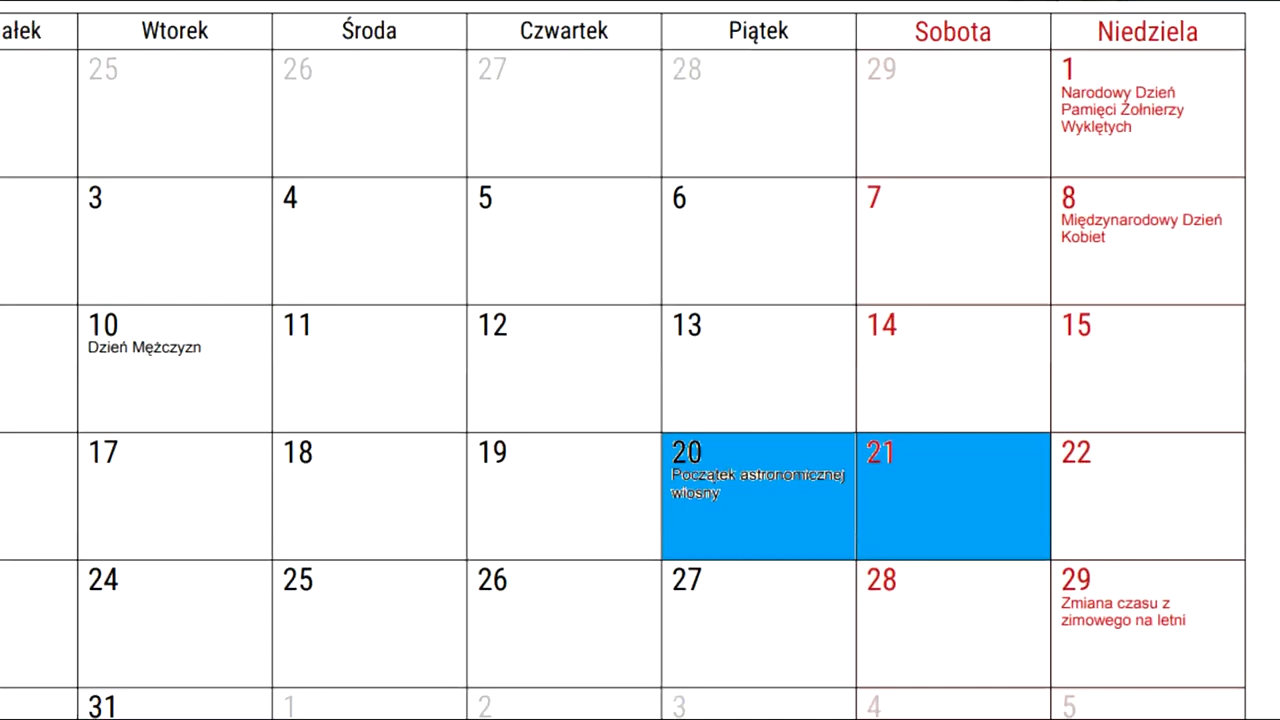 ałek Wtorek Środa Czwartek Piątek Sobota Niedziela
25 26 27 28 29 1
Narodowy Dzień
Pamięci Żołnierzy
Wyklętych
3 4 5 6 7 8
Międzynarodowy Dzień
Kobiet
10 11 12 13 14 15
Dzień Mężczyzn
17 18 19 20 21 22
Początek astronomicznej
wiosny
24 25 26 27 28 29
Zmiana czasu z
zimowego na letni
31 1 2 3 4 5